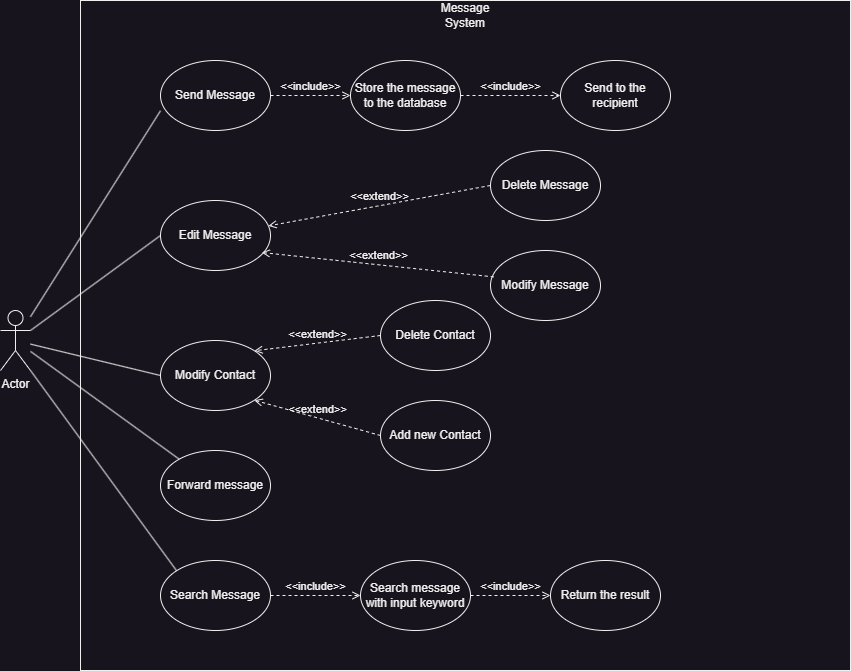 Message
System
Send Message
<<include>>
Store the message
to the database
<<include>>
Send to the
recipient
Delete Message
<<extend>>
Edit Message
<<extend>>
Modify Message
Delete Contact
<<extend>>
Modify Contact
Actor
<<extend>>
Add new Contact
Forward message
Search Message
<<include>>
Search message
with input keyword
<<include>>
Return the result